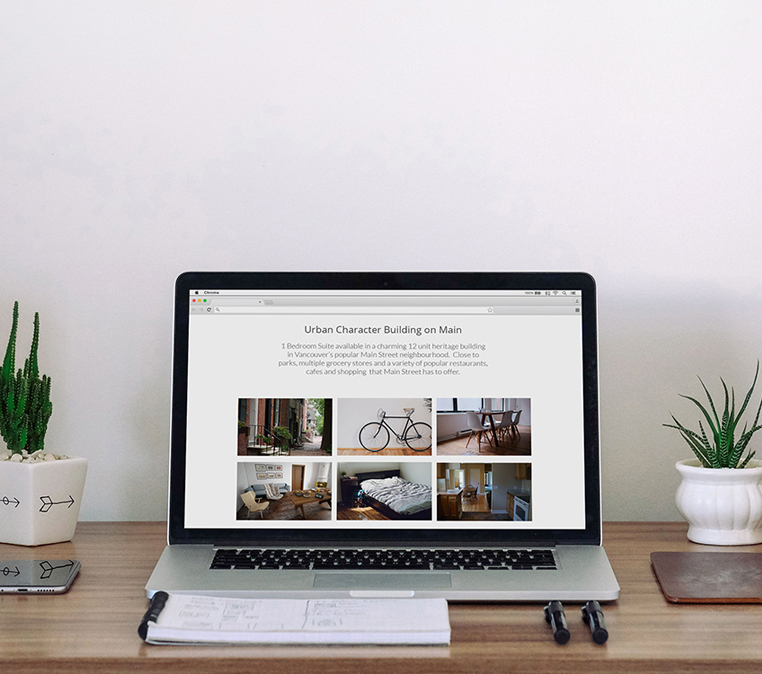 Chrome
100%
Urban Character Building on Main
1 Bedroom Suite available in a charming 12 unit heritage building
in Vancouver's popular Main Street neighbourhood. Close to
parks, multiple grocery stores and a variety of popular restaurants,
cafes and shopping that Main Street has to offer.